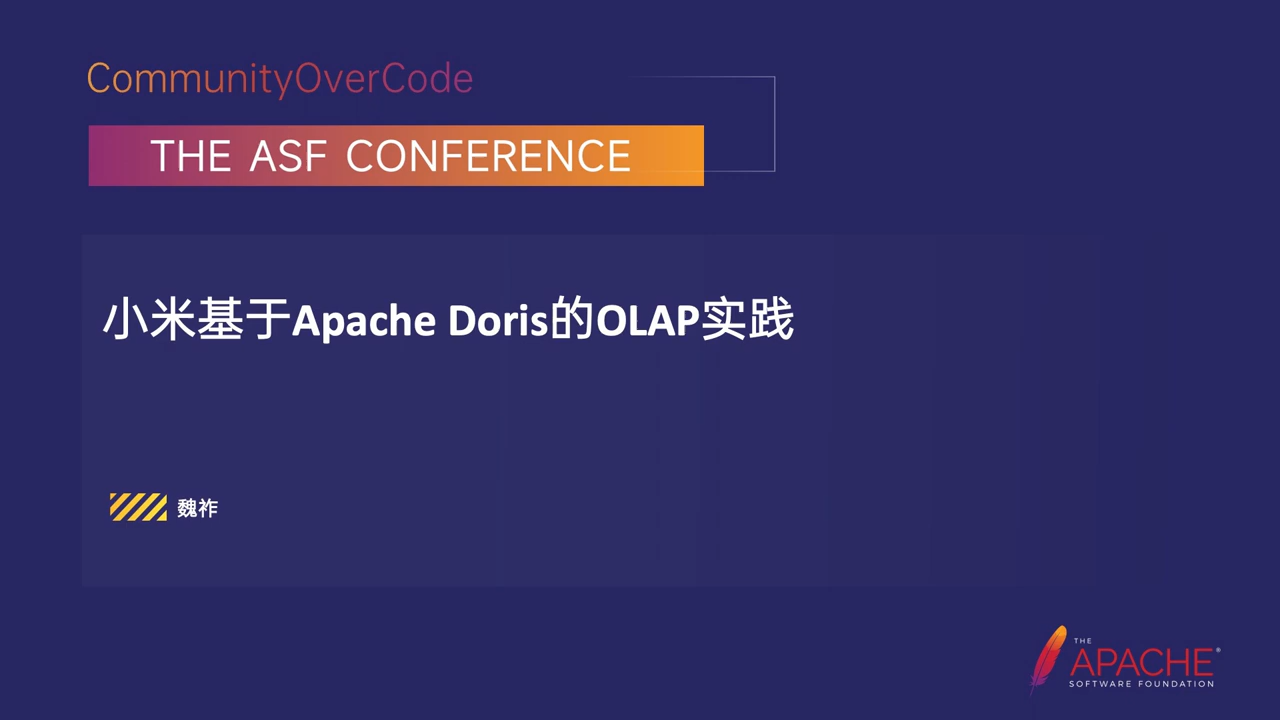 CommunityOverCode
THE ASF CONFERENCE
小米基于Apache Doris的OLAP实践
魏祚
THE
APACHE®
SOFTWARE FOUNDATION